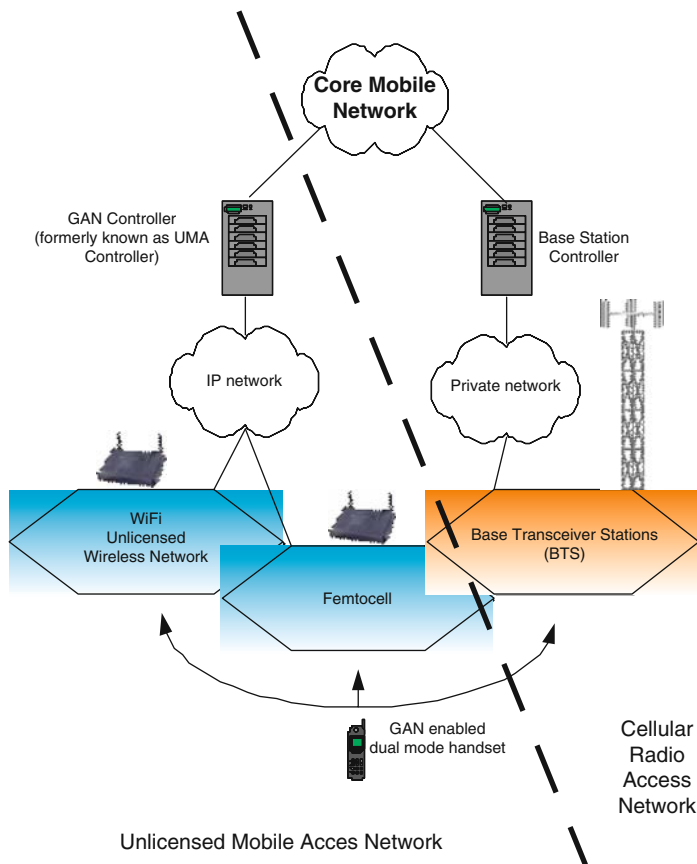 Core Mobile
Network
GAN Controller
(formerly known as UMA
Controller)
Base Station
Controller
IP network
Private network
WiFi
Unlicensed
Wireless Network
Base Transceiver Stations
(BTS)
Femtocell
GAN enabled
dual mode handset
Cellular
Radio
Access
Network
Unlicensed Mobile Acces Network